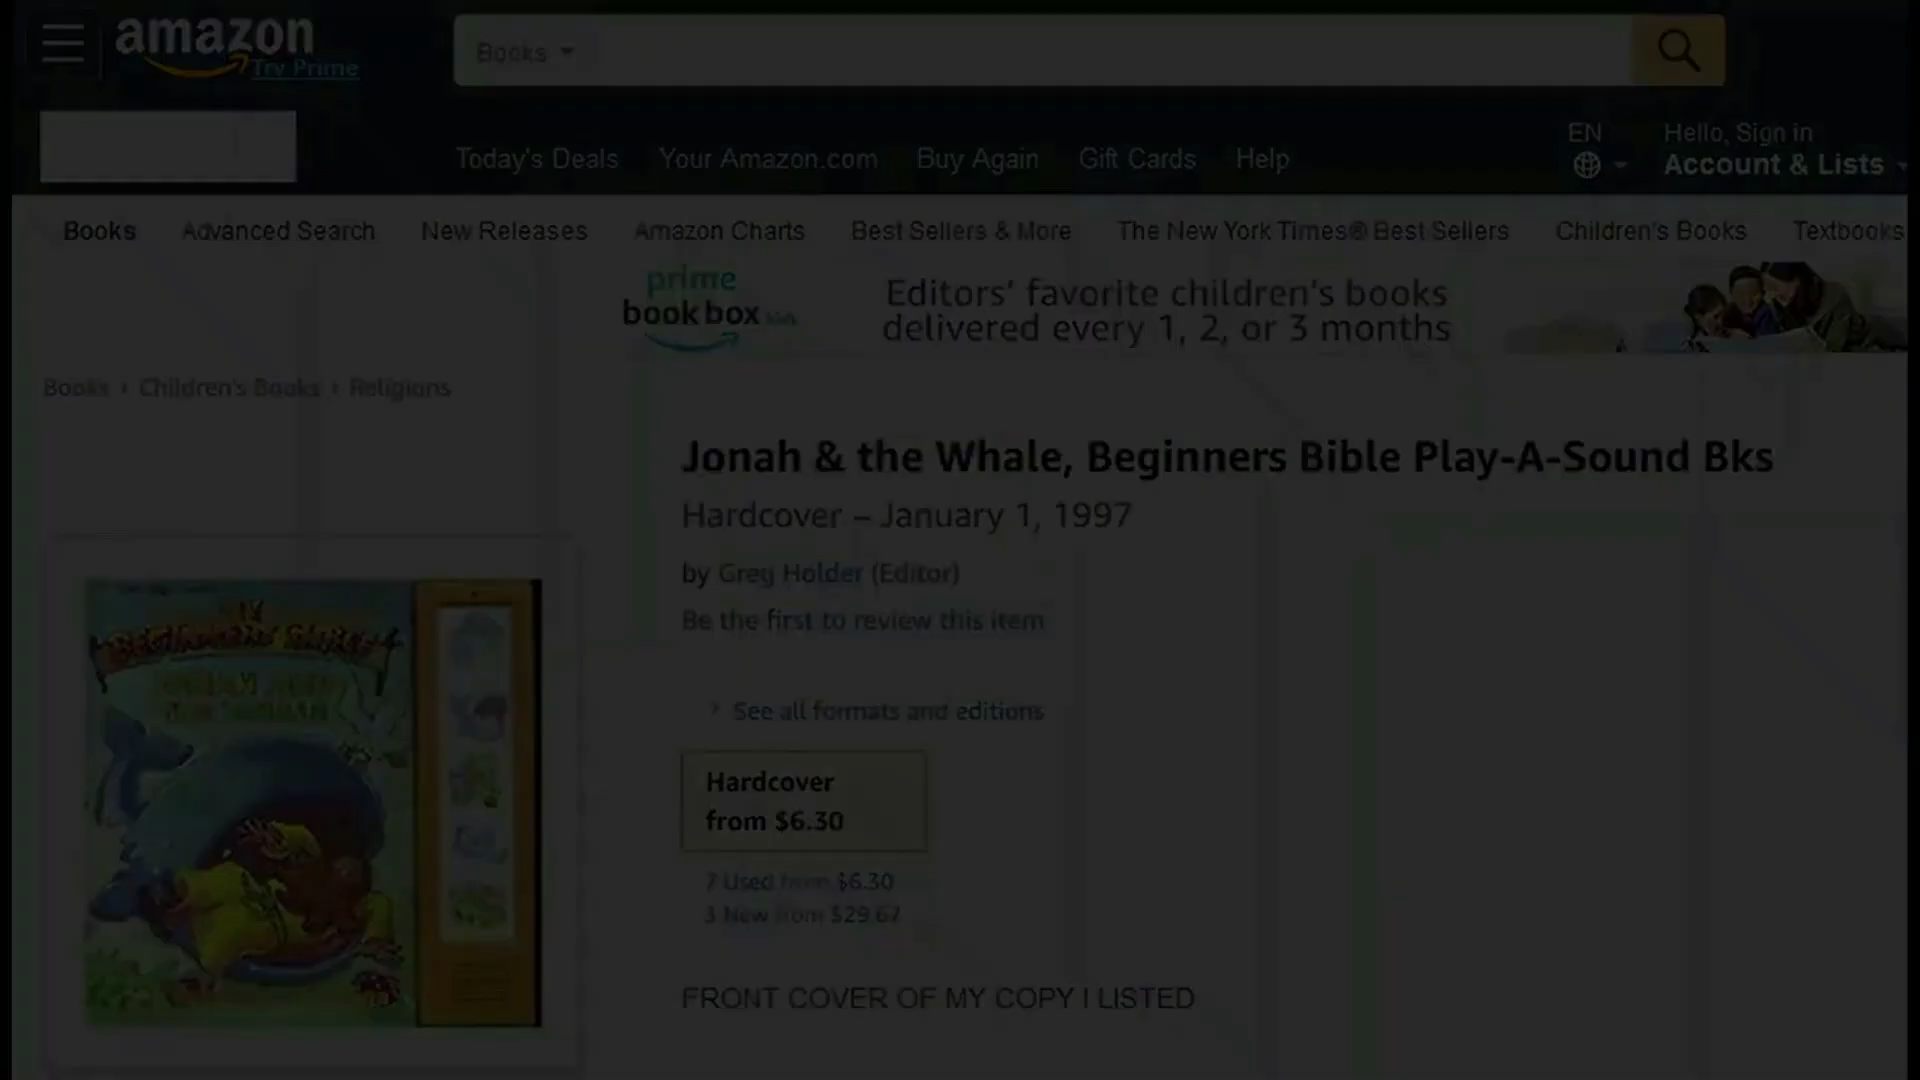 amazon
Try Prime
Books
Today's Deals Your Amazon.com Buy Again Gift Cards Help
EN
Hello, Sign in
Account & Lists
Books Advanced Search New Releases Amazon Charts Best Sellers & More The New York Times® Best Sellers Children's Books Textbooks
prime
book box kids
Editors' favorite children's books
delivered every 1, 2, or 3 months
Books › Children's Books › Religions
Jonah & the Whale, Beginners Bible Play-A-Sound Bks
Hardcover – January 1, 1997
by Greg Holder (Editor)
Be the first to review this item
› See all formats and editions
Hardcover
from $6.30
7 Used from $6.30
3 New from $29.67
FRONT COVER OF MY COPY I LISTED